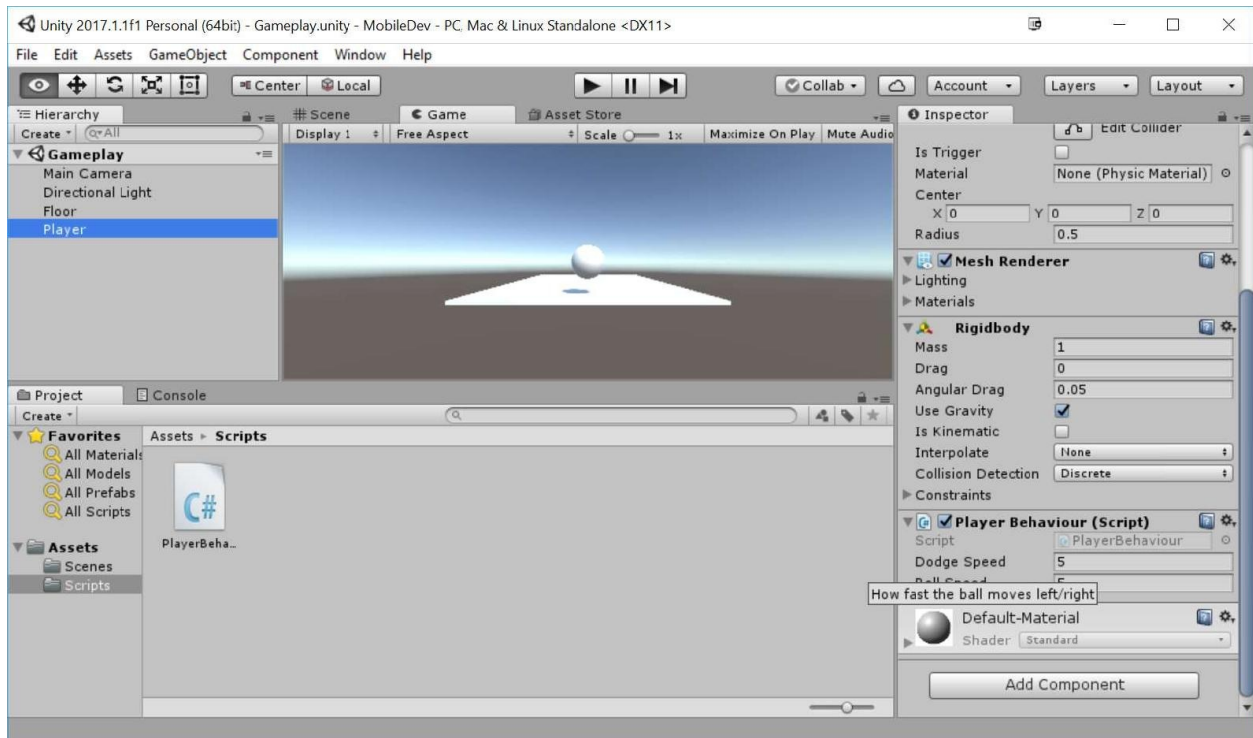 Unity 2017.1.1f1 Personal (64bit) - Gameplay.unity - MobileDev - PC, Mac & Linux Standalone <DX11>
File Edit Assets GameObject Component Window Help
Center Local Collab Account Layers Layout
Hierarchy
Create All
Gameplay
Main Camera
Directional Light
Floor
Player
Scene Game Asset Store
Display 1 Free Aspect Scale 1x Maximize On Play Mute Audio
Project Console
Create
Favorites
All Materials
All Models
All Prefabs
All Scripts
Assets
Scenes
Scripts
Assets Scripts
C#
PlayerBeha...
Inspector
Edit Collider
Is Trigger
Material None (Physic Material)
Center
X 0 Y 0 Z 0
Radius 0.5
Mesh Renderer
Lighting
Materials
Rigidbody
Mass 1
Drag 0
Angular Drag 0.05
Use Gravity
Is Kinematic
Interpolate None
Collision Detection Discrete
Constraints
Player Behaviour (Script)
Script PlayerBehaviour
Dodge Speed 5
How fast the ball moves left/right
Default-Material
Shader Standard
Add Component